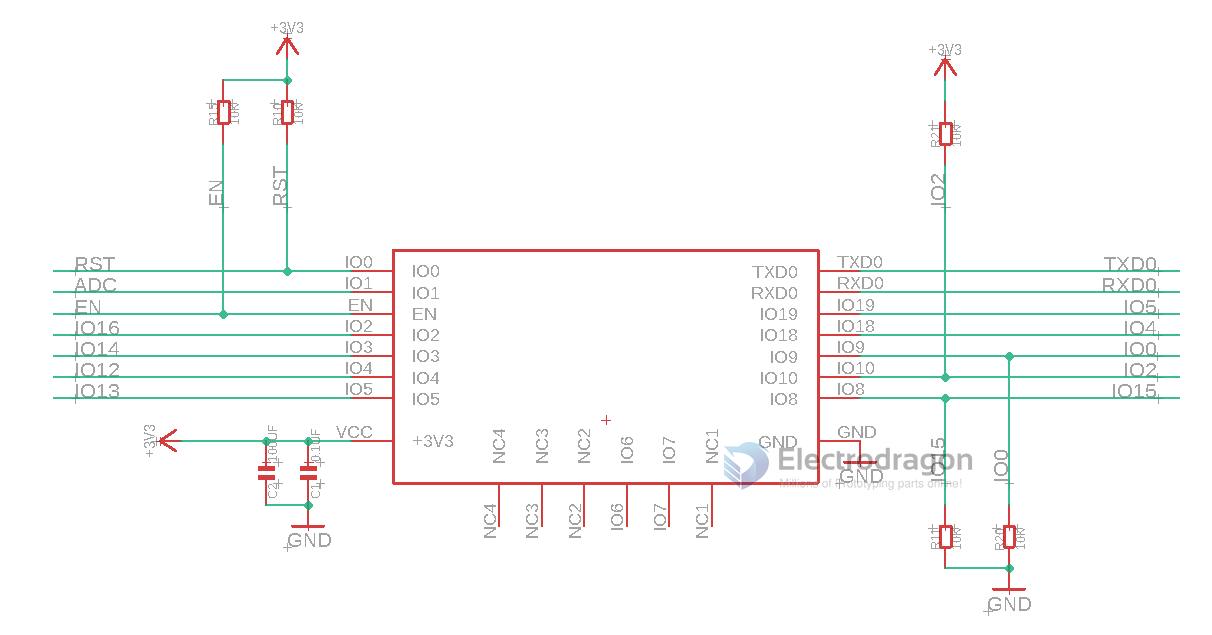 +3V3
+3V3
R15
10K
R10
10K
R21
10K
EN
RST
IO2
RST
IO0
IO0
TXD0
TXD0
TXD0
ADC
IO1
IO1
RXD0
RXD0
RXD0
EN
EN
EN
IO19
IO19
IO5
IO16
IO2
IO2
IO18
IO18
IO4
IO14
IO3
IO3
IO9
IO9
IO0
IO12
IO4
IO4
IO10
IO10
IO2
IO13
IO5
IO5
IO8
IO8
IO15
+3V3
100UF
0.1UF
VCC
+3V3
NC4
NC3
NC2
IO6
IO7
NC1
GND
GND
IO15
IO0
Electrodragon
Millions of Prototyping parts online!
GND
C2
C1
NC4
NC3
NC2
IO6
IO7
NC1
GND
R11
10K
R20
10K
GND